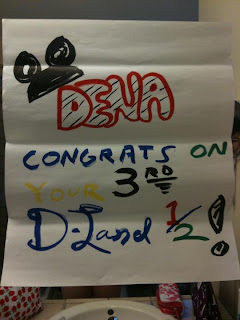 DENA
CONGRATS ON
YOUR 3RD
D-Land 1/2!